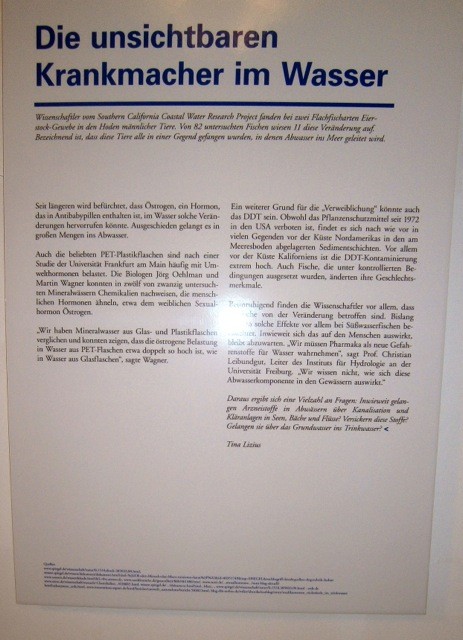 Die unsichtbaren
Krankmacher im Wasser
Wissenschaftler vom Southern California Coastal Water Research Project fanden bei zwei Flachfischarten Eier-
stock-Gewebe in den Hoden männlicher Tiere. Von 82 untersuchten Fischen wiesen 11 diese Veränderung auf.
Bezeichnend ist, dass diese Tiere alle in einer Gegend gefangen wurden, in denen Abwasser ins Meer geleitet wird.
Seit längeren wird befürchtet, dass Östrogen, ein Hormon,
das in Antibabypillen enthalten ist, im Wasser solche Verän-
derungen hervorrufen könnte. Ausgeschieden gelangt es in
großen Mengen ins Abwasser.
Auch die beliebten PET-Plastikflaschen sind nach einer
Studie der Universität Frankfurt am Main häufig mit Um-
welthormonen belastet. Die Biologen Jörg Oehlman und
Martin Wagner konnten in zwölf von zwanzig untersuch-
ten Mineralwässern Chemikalien nachweisen, die mensch-
lichen Hormonen ähneln, etwa dem weiblichen Sexual-
hormon Östrogen.
„Wir haben Mineralwasser aus Glas- und Plastikflaschen
verglichen und konnten zeigen, dass die östrogene Belastung
in Wasser aus PET-Flaschen etwa doppelt so hoch ist, wie
in Wasser aus Glasflaschen“, sagte Wagner.
Ein weiterer Grund für die „Verweiblichung“ könnte auch
das DDT sein. Obwohl das Pflanzenschutzmittel seit 1972
in den USA verboten ist, findet es sich nach wie vor in
vielen Gegenden vor der Küste Nordamerikas in den am
Meeresboden abgelagerten Sedimentschichten. Vor allem
vor der Küste Kaliforniens ist die DDT-Kontaminierung
extrem hoch. Auch Fische, die unter kontrollierten Be-
dingungen ausgesetzt wurden, änderten ihre Geschlechts-
merkmale.
finden die Wissenschaftler vor allem, dass
von der Veränderung betroffen sind. Bislang
solche Effekte vor allem bei Süßwasserfischen be-
Inwieweit sich das auf den Menschen auswirkt,
bleibt abzuwarten. „Wir müssen Pharmaka als neue Gefah-
renstoffe für Wasser wahrnehmen“, sagt Prof. Christian
Leibundgut, Leiter des Instituts für Hydrologie an der
Universität Freiburg. „Wir wissen nicht, wie sich diese
Abwasserkomponente in den Gewässern auswirkt.“
Daraus ergibt sich eine Vielzahl an Fragen: Inwieweit gelan-
gen Arzneistoffe in Abwässern über Kanalisation und
Kläranlagen in Seen, Bäche und Flüsse? Versickern diese Stoffe?
Gelangen sie über das Grundwasser ins Trinkwasser? <
Tina Lizius